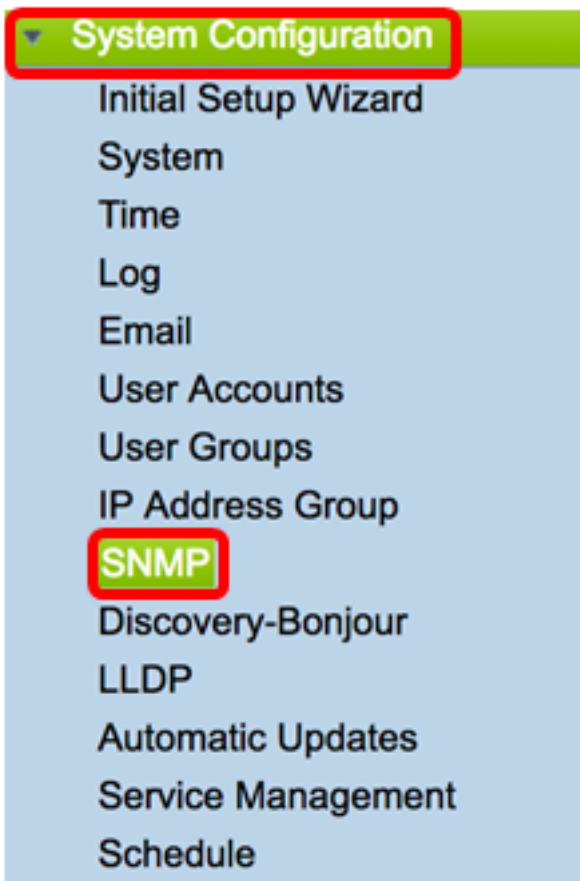 System Configuration
Initial Setup Wizard
System
Time
Log
Email
User Accounts
User Groups
IP Address Group
SNMP
Discovery-Bonjour
LLDP
Automatic Updates
Service Management
Schedule